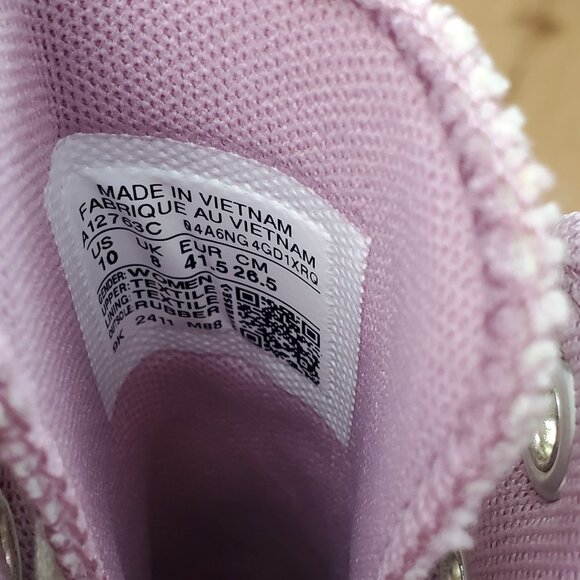 MADE IN VIETNAM
FABRIQUE AU VIETNAM
A12763C 04A6NG4GD1XRQ
US UK EUR CM
10 8 41.5 26.5
GENDER: WOMEN
UPPER: TEXTILE
LINING: TEXTILE
OUTSOLE RUBBER
2411 M88